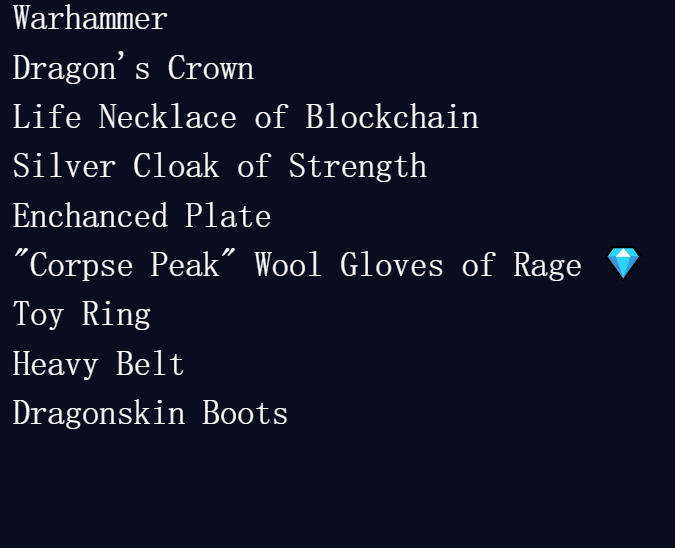 Warhammer
Dragon's Crown
Life Necklace of Blockchain
Silver Cloak of Strength
Enchanced Plate
"Corpse Peak" Wool Gloves of Rage 💎
Toy Ring
Heavy Belt
Dragonskin Boots